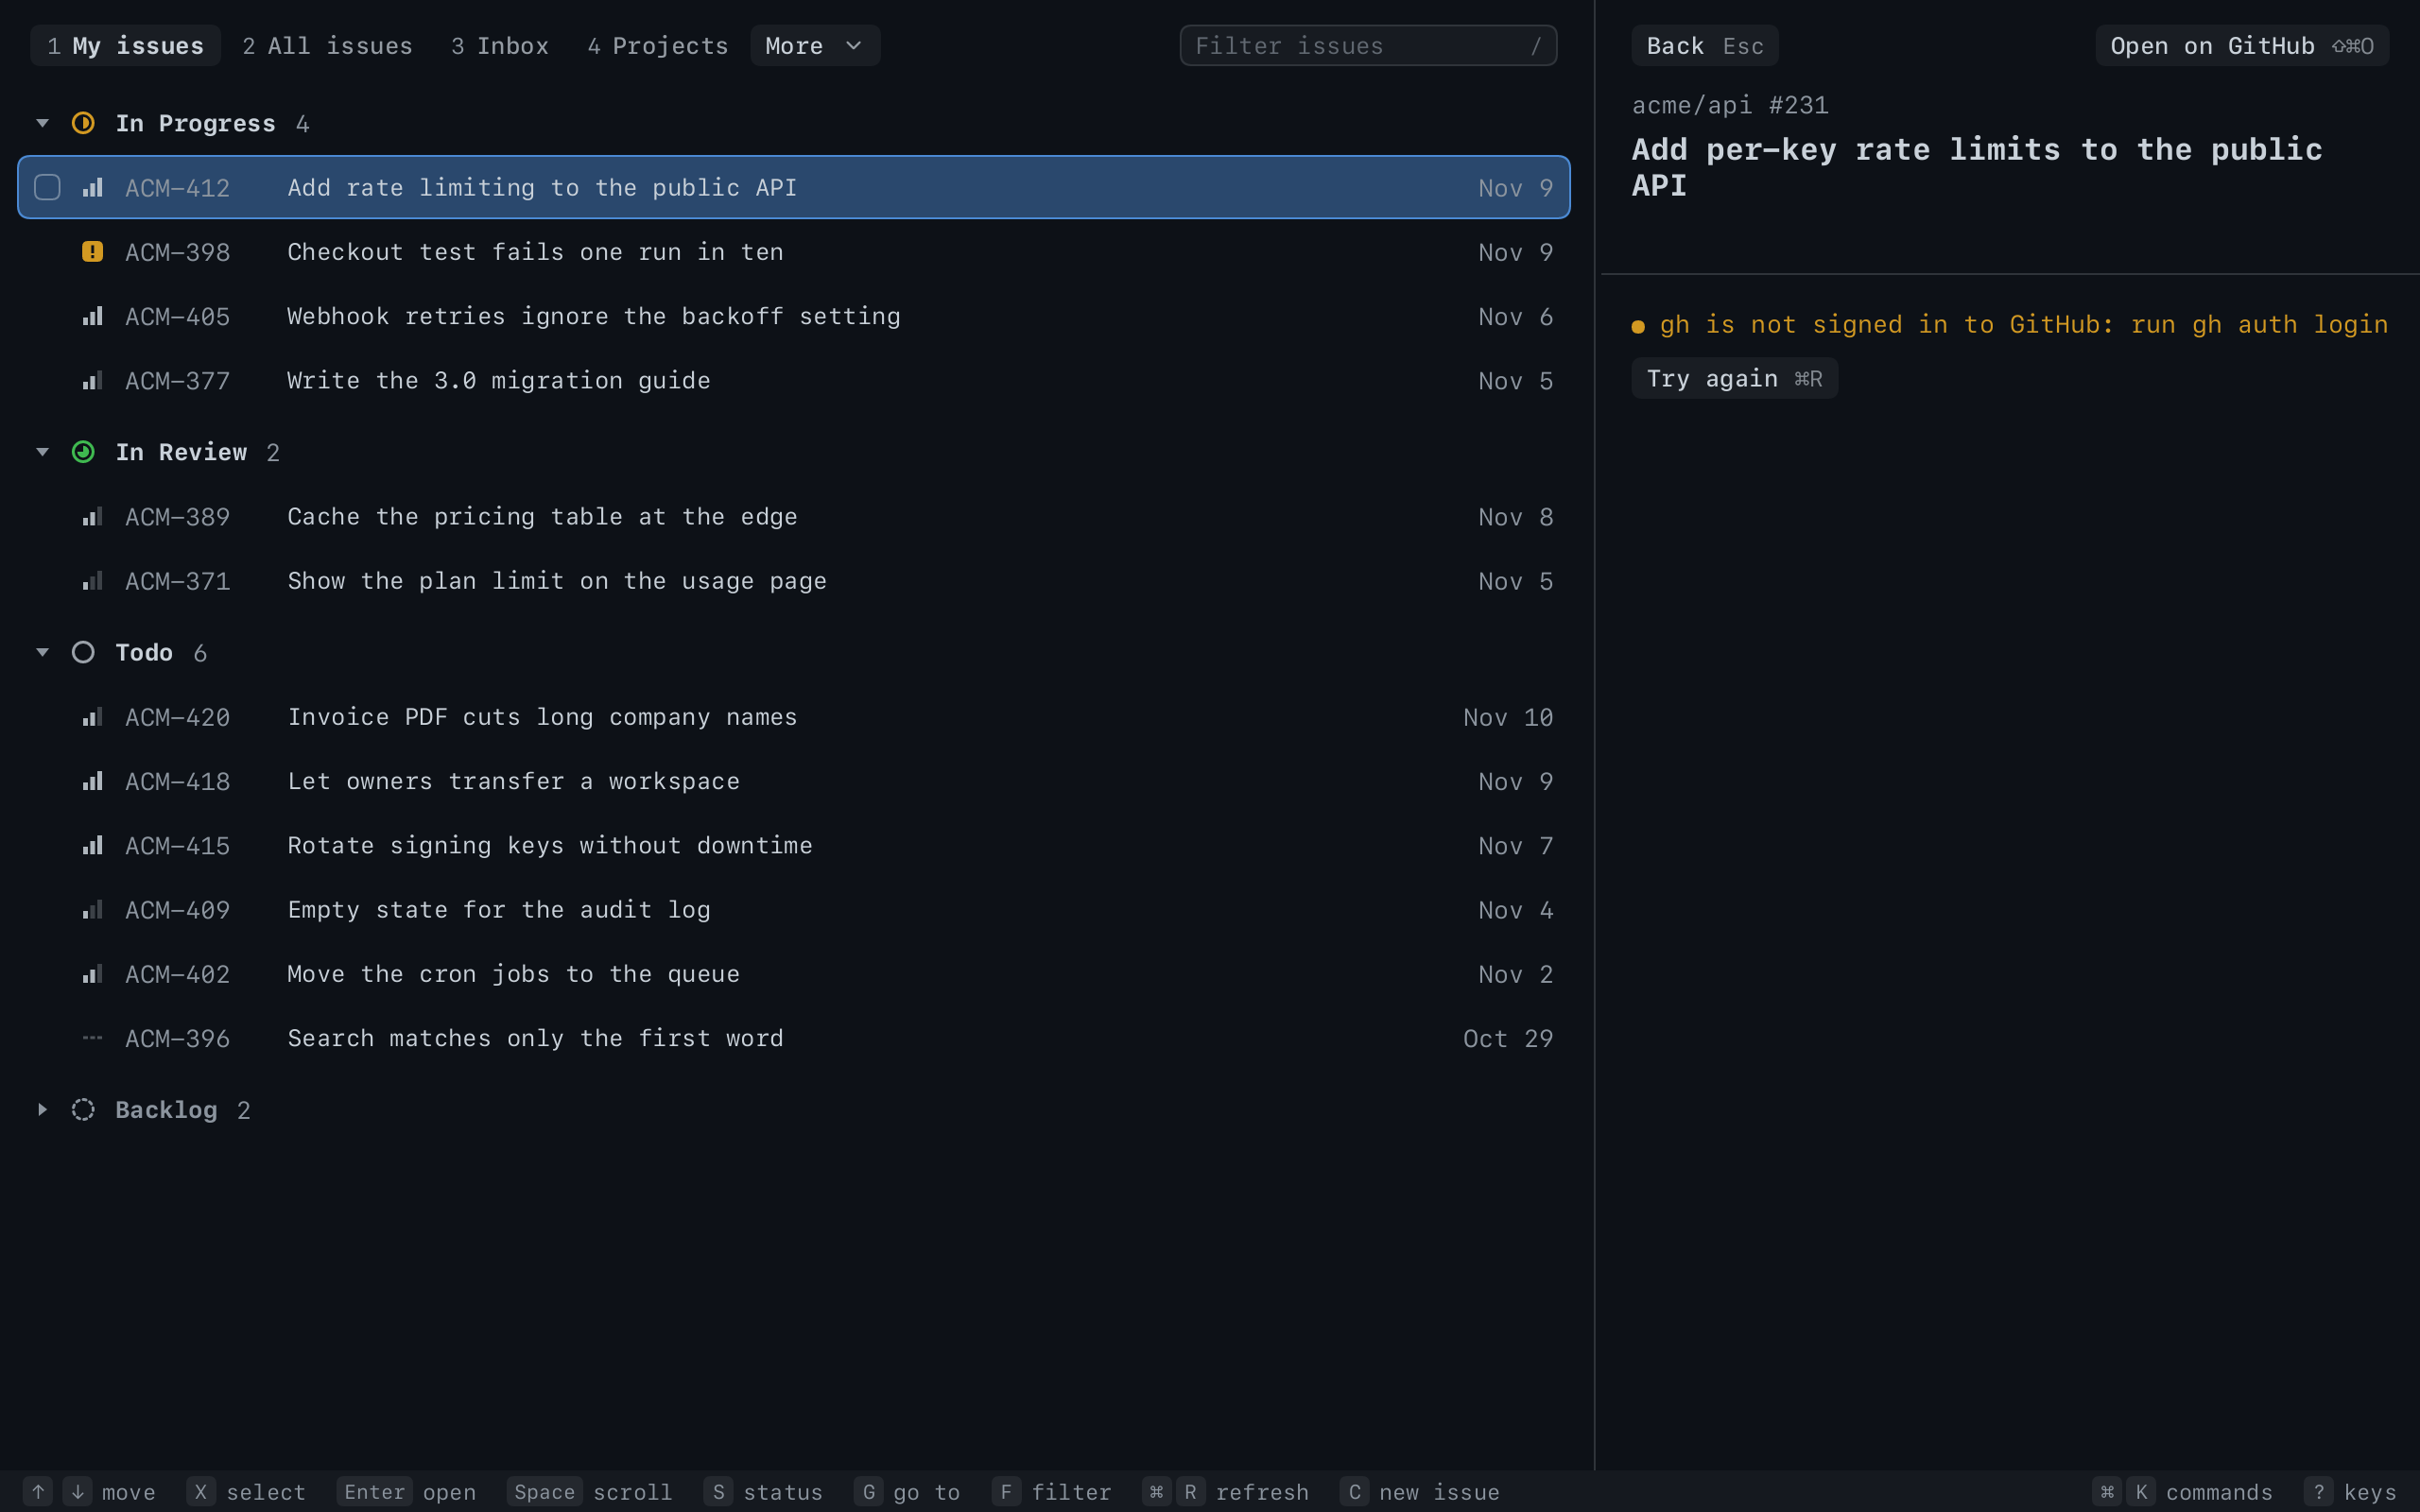 1 My issues 2 All issues 3 Inbox 4 Projects More Filter issues /
In Progress 4
ACM-412 Add rate limiting to the public API Nov 9
ACM-398 Checkout test fails one run in ten Nov 9
ACM-405 Webhook retries ignore the backoff setting Nov 6
ACM-377 Write the 3.0 migration guide Nov 5
In Review 2
ACM-389 Cache the pricing table at the edge Nov 8
ACM-371 Show the plan limit on the usage page Nov 5
Todo 6
ACM-420 Invoice PDF cuts long company names Nov 10
ACM-418 Let owners transfer a workspace Nov 9
ACM-415 Rotate signing keys without downtime Nov 7
ACM-409 Empty state for the audit log Nov 4
ACM-402 Move the cron jobs to the queue Nov 2
ACM-396 Search matches only the first word Oct 29
Backlog 2
Back Esc Open on GitHub ⇧⌘O
acme/api #231
Add per-key rate limits to the public
API
gh is not signed in to GitHub: run gh auth login
Try again ⌘R
↑ ↓ move X select Enter open Space scroll S status G go to F filter ⌘ R refresh C new issue ⌘ K commands ? keys